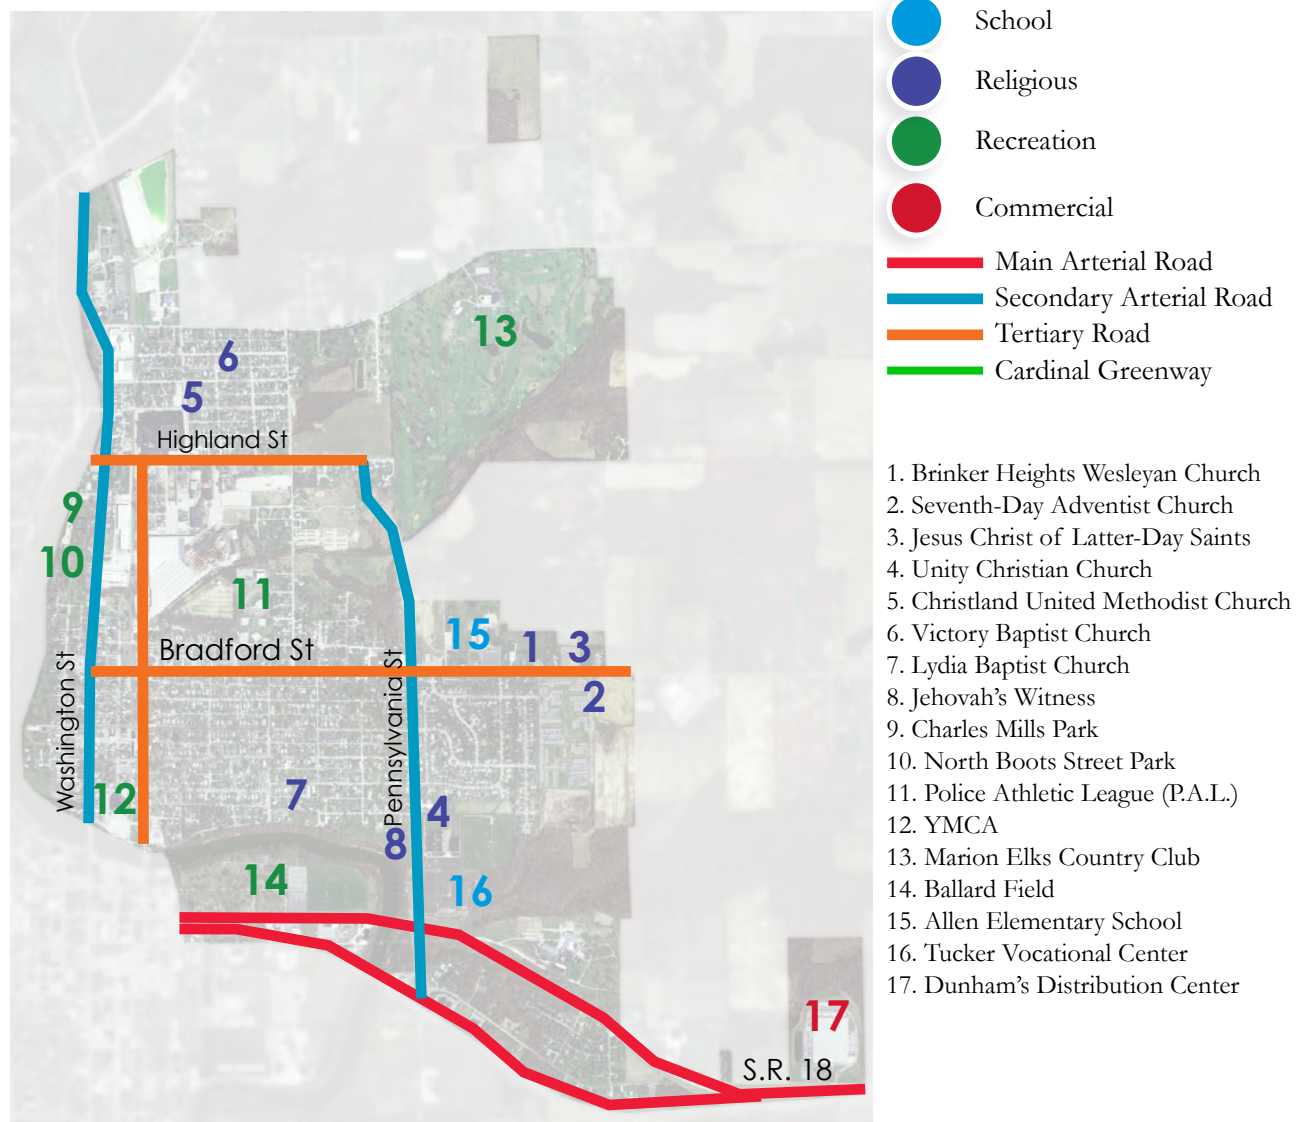 School
Religious
Recreation
Commercial
Main Arterial Road
Secondary Arterial Road
Tertiary Road
Cardinal Greenway
1. Brinker Heights Wesleyan Church
2. Seventh-Day Adventist Church
3. Jesus Christ of Latter-Day Saints
4. Unity Christian Church
5. Christland United Methodist Church
6. Victory Baptist Church
7. Lydia Baptist Church
8. Jehovah's Witness
9. Charles Mills Park
10. North Boots Street Park
11. Police Athletic League (P.A.L.)
12. YMCA
13. Marion Elks Country Club
14. Ballard Field
15. Allen Elementary School
16. Tucker Vocational Center
17. Dunham's Distribution Center
13
6
5
Highland St
9
10
11
15
1
3
Bradford St
2
Washington St
Pennsylvania St
12
7
4
8
14
16
17
S.R. 18